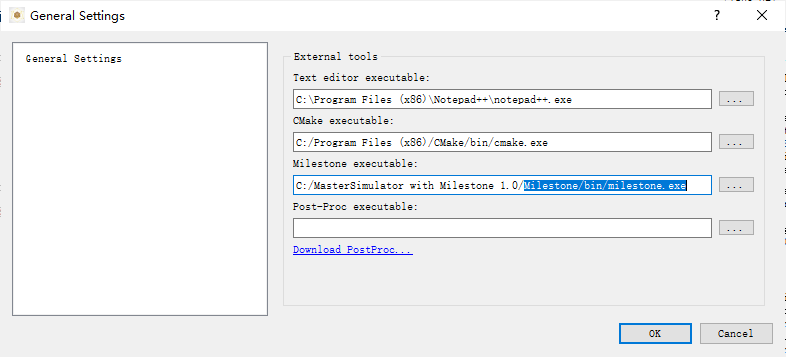 General Settings
General Settings
External tools
Text editor executable:
C:\Program Files (x86)\Notepad++\notepad++.exe
...
CMake executable:
C:/Program Files (x86)/CMake/bin/cmake.exe
...
Milestone executable:
C:/MasterSimulator with Milestone 1.0/Milestone/bin/milestone.exe
...
Post-Proc executable:
...
Download PostProc...
OK
Cancel